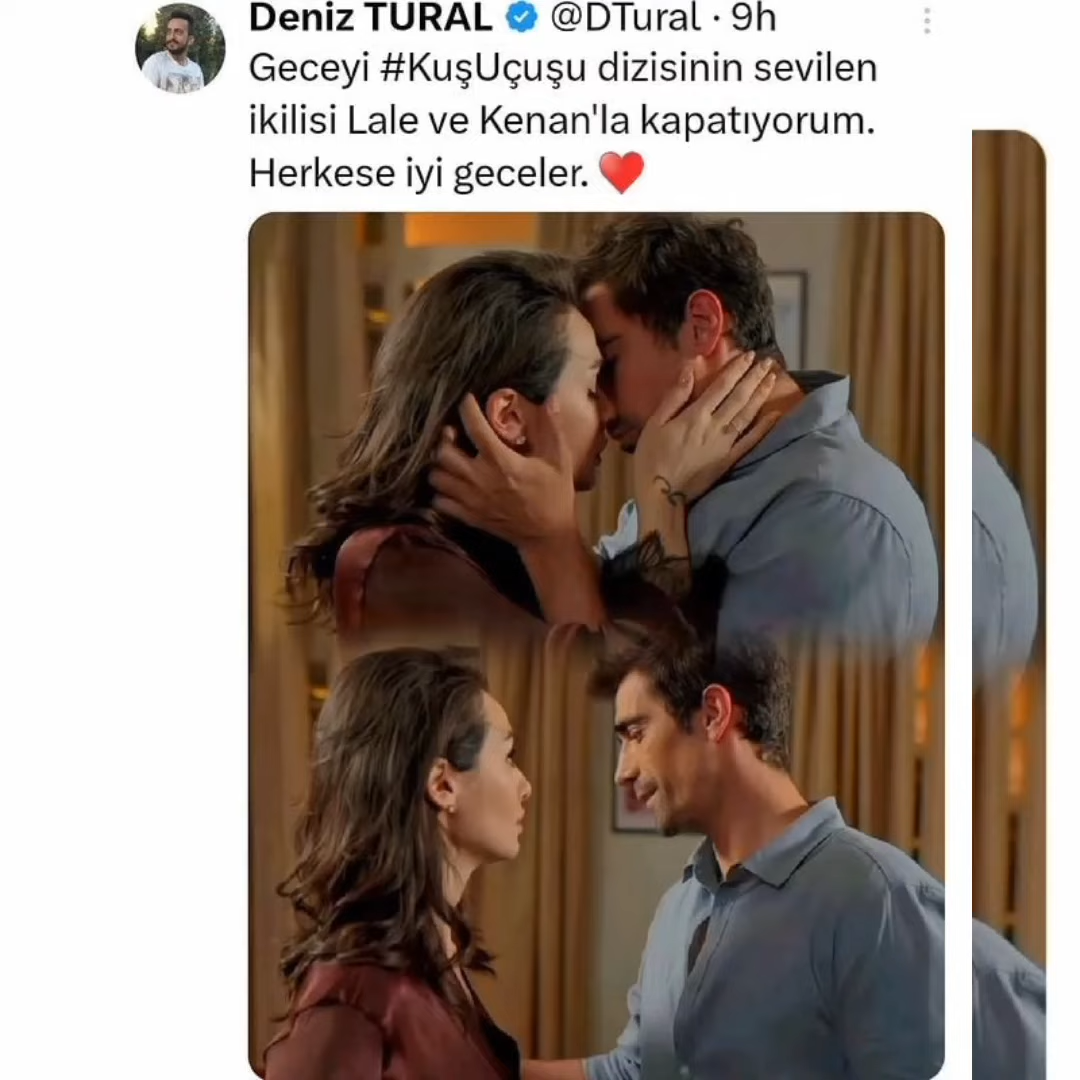 Deniz TURAL @DTural · 9h
Geceyi #KuşUçuşu dizisinin sevilen
ikilisi Lale ve Kenan'la kapatıyorum.
Herkese iyi geceler. ❤️